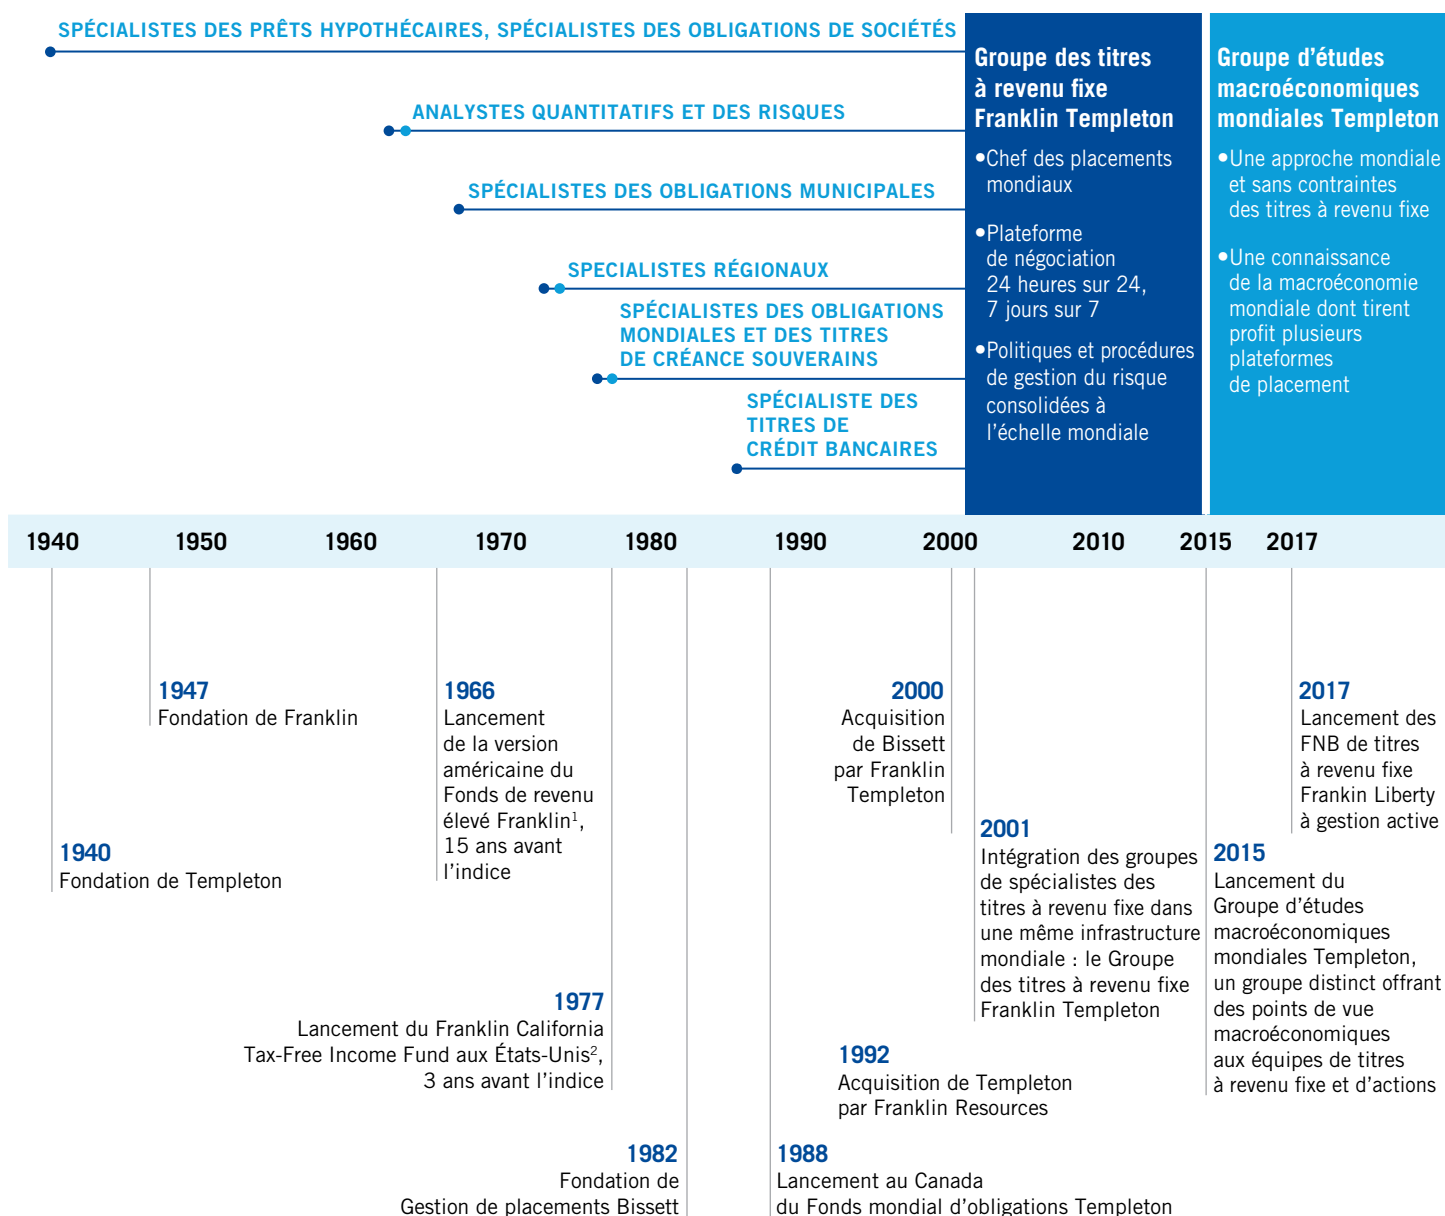 SPÉCIALISTES DES PRÊTS HYPOTHÉCAIRES, SPÉCIALISTES DES OBLIGATIONS DE SOCIÉTÉS
ANALYSTES QUANTITATIFS ET DES RISQUES
SPÉCIALISTES DES OBLIGATIONS MUNICIPALES
SPECIALISTES RÉGIONAUX
SPÉCIALISTES DES OBLIGATIONS
MONDIALES ET DES TITRES
DE CRÉANCE SOUVERAINS
SPÉCIALISTE DES
TITRES DE
CRÉDIT BANCAIRES
Groupe des titres
à revenu fixe
Franklin Templeton
•Chef des placements
mondiaux
•Plateforme
de négociation
24 heures sur 24,
7 jours sur 7
•Politiques et procédures
de gestion du risque
consolidées à
l'échelle mondiale
Groupe d'études
macroéconomiques
mondiales Templeton
•Une approche mondiale
et sans contraintes
des titres à revenu fixe
•Une connaissance
de la macroéconomie
mondiale dont tirent
profit plusieurs
plateformes
de placement
1940 1950 1960 1970 1980 1990 2000 2010 2015 2017
1947
Fondation de Franklin
1940
Fondation de Templeton
1966
Lancement
de la version
américaine du
Fonds de revenu
élevé Franklin¹,
15 ans avant
l'indice
1977
Lancement du Franklin California
Tax-Free Income Fund aux États-Unis²,
3 ans avant l'indice
1982
Fondation de
Gestion de placements Bissett
1988
Lancement au Canada
du Fonds mondial d'obligations Templeton
1992
Acquisition de Templeton
par Franklin Resources
2000
Acquisition
de Bissett
par Franklin
Templeton
2001
Intégration des groupes
de spécialistes des
titres à revenu fixe dans
une même infrastructure
mondiale : le Groupe
des titres à revenu fixe
Franklin Templeton
2015
Lancement du
Groupe d'études
macroéconomiques
mondiales Templeton,
un groupe distinct offrant
des points de vue
macroéconomiques
aux équipes de titres
à revenu fixe et d'actions
2017
Lancement des
FNB de titres
à revenu fixe
Frankin Liberty
à gestion active